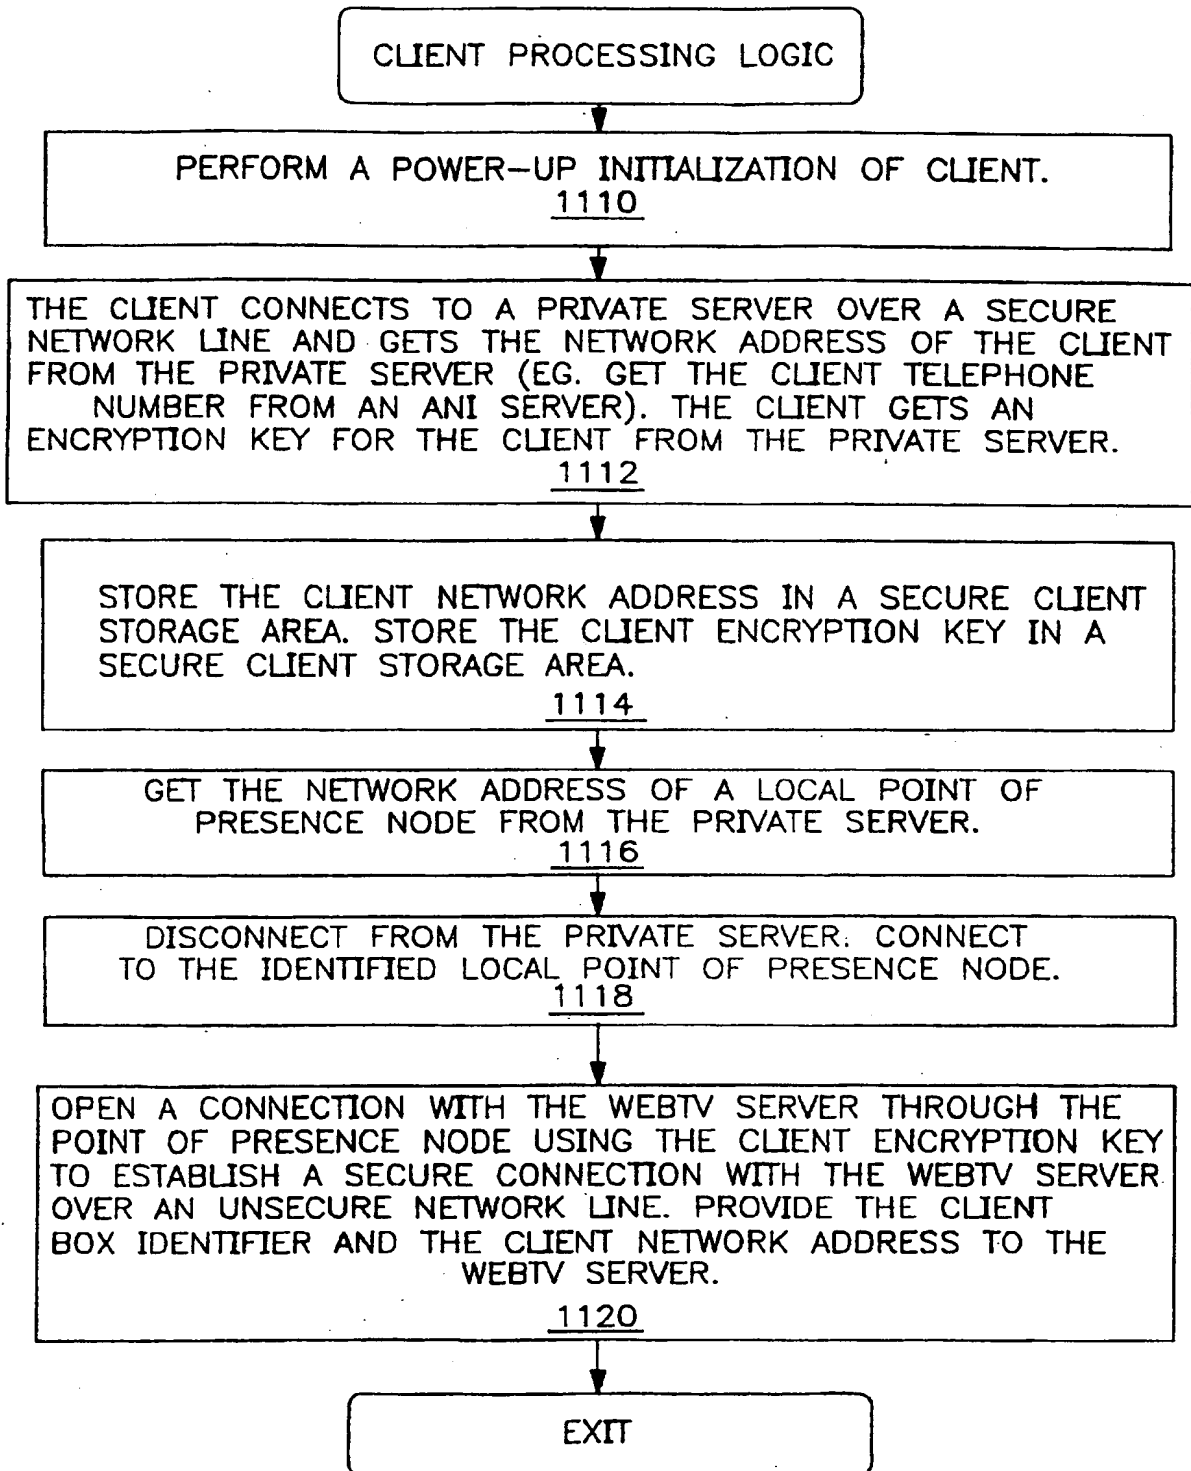 CLIENT PROCESSING LOGIC
PERFORM A POWER-UP INITIALIZATION OF CLIENT.
1110
THE CLIENT CONNECTS TO A PRIVATE SERVER OVER A SECURE
NETWORK LINE AND GETS THE NETWORK ADDRESS OF THE CLIENT
FROM THE PRIVATE SERVER (EG. GET THE CLIENT TELEPHONE
NUMBER FROM AN ANI SERVER). THE CLIENT GETS AN
ENCRYPTION KEY FOR THE CLIENT FROM THE PRIVATE SERVER.
1112
STORE THE CLIENT NETWORK ADDRESS IN A SECURE CLIENT
STORAGE AREA. STORE THE CLIENT ENCRYPTION KEY IN A
SECURE CLIENT STORAGE AREA.
1114
GET THE NETWORK ADDRESS OF A LOCAL POINT OF
PRESENCE NODE FROM THE PRIVATE SERVER.
1116
DISCONNECT FROM THE PRIVATE SERVER. CONNECT
TO THE IDENTIFIED LOCAL POINT OF PRESENCE NODE.
1118
OPEN A CONNECTION WITH THE WEBTV SERVER THROUGH THE
POINT OF PRESENCE NODE USING THE CLIENT ENCRYPTION KEY
TO ESTABLISH A SECURE CONNECTION WITH THE WEBTV SERVER
OVER AN UNSECURE NETWORK LINE. PROVIDE THE CLIENT
BOX IDENTIFIER AND THE CLIENT NETWORK ADDRESS TO THE
WEBTV SERVER.
1120
EXIT